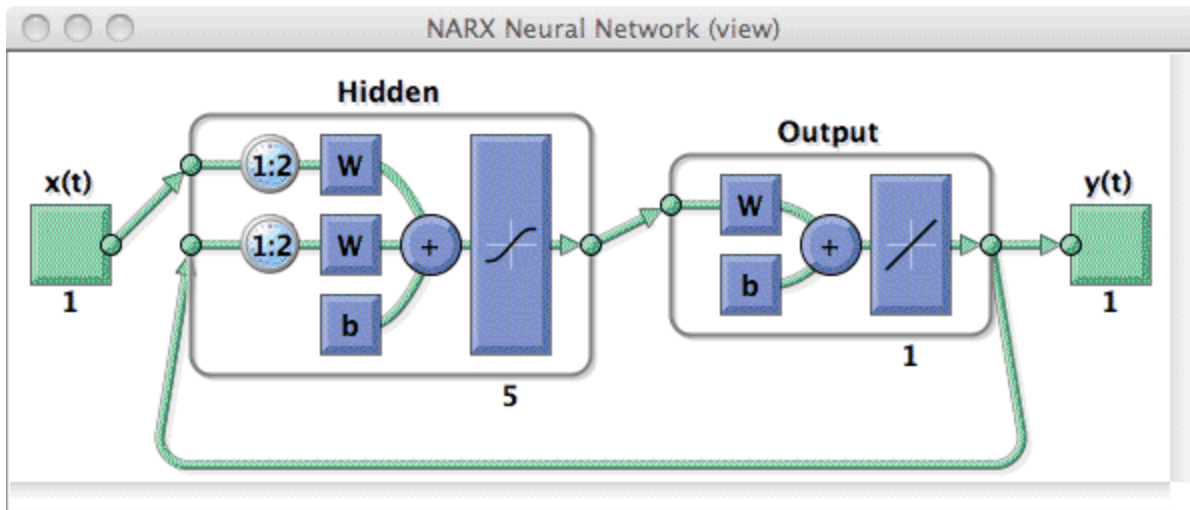 NARX Neural Network (view)
Hidden
Output
x(t)
1:2
W
W
y(t)
1:2
W
+
+
b
b
1
1
1
5